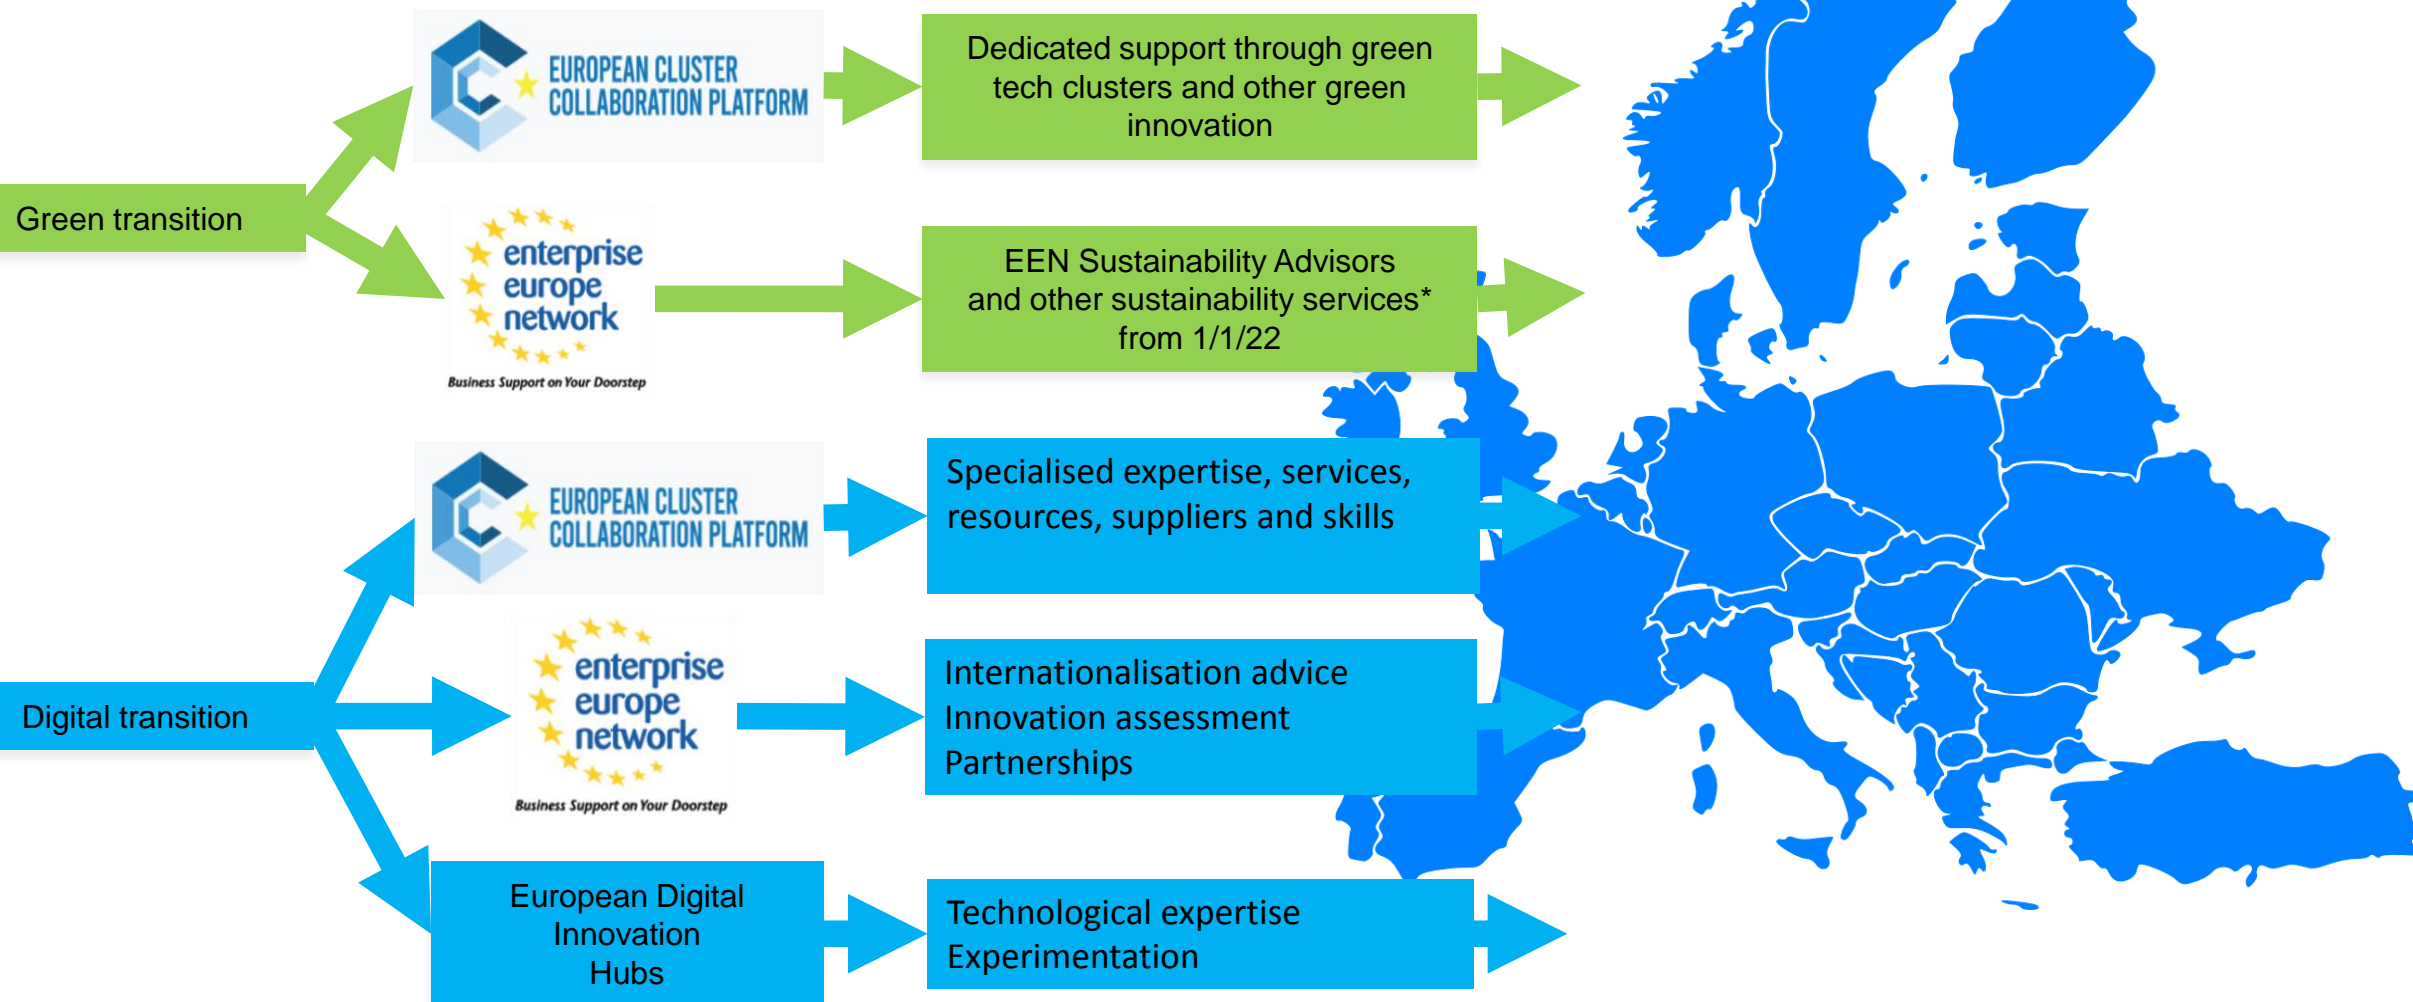 Green transition
EUROPEAN CLUSTER
COLLABORATION PLATFORM
Dedicated support through green
tech clusters and other green
innovation
enterprise
europe
network
Business Support on Your Doorstep
EEN Sustainability Advisors
and other sustainability services*
from 1/1/22
Digital transition
EUROPEAN CLUSTER
COLLABORATION PLATFORM
Specialised expertise, services,
resources, suppliers and skills
enterprise
europe
network
Business Support on Your Doorstep
Internationalisation advice
Innovation assessment
Partnerships
European Digital
Innovation
Hubs
Technological expertise
Experimentation